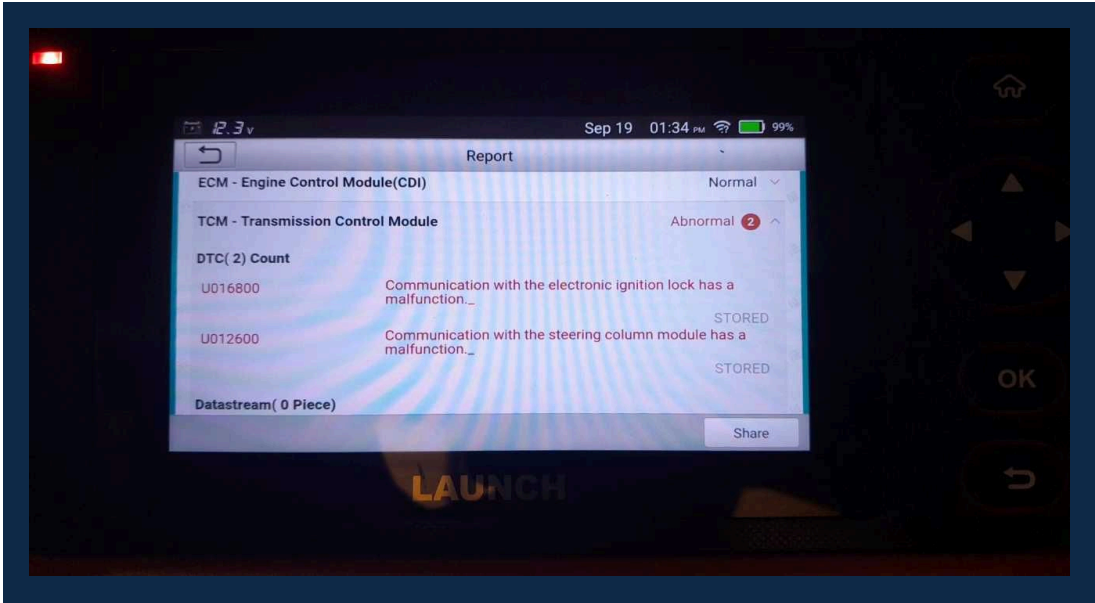 12.3 v Sep 19 01:34 PM 99%
Report
ECM - Engine Control Module(CDI) Normal
TCM - Transmission Control Module Abnormal 2
DTC( 2) Count
U016800 Communication with the electronic ignition lock has a
malfunction._
STORED
U012600 Communication with the steering column module has a
malfunction._
STORED
Datastream( 0 Piece)
Share
OK
LAUNCH